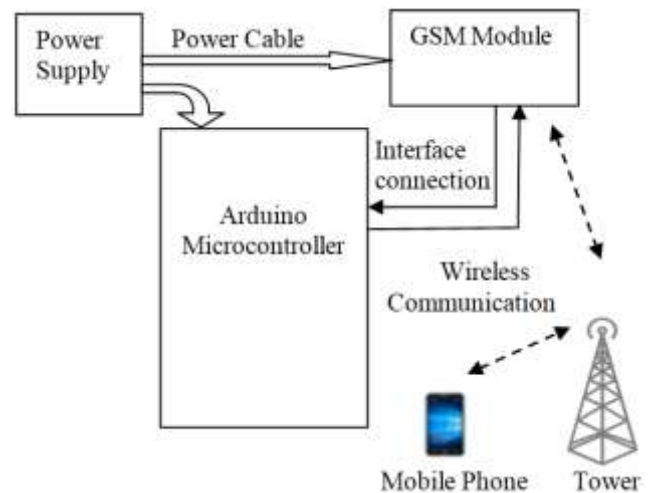 Power
Supply
Power Cable
GSM Module
Interface
connection
Arduino
Microcontroller
Wireless
Communication
Mobile Phone
Tower